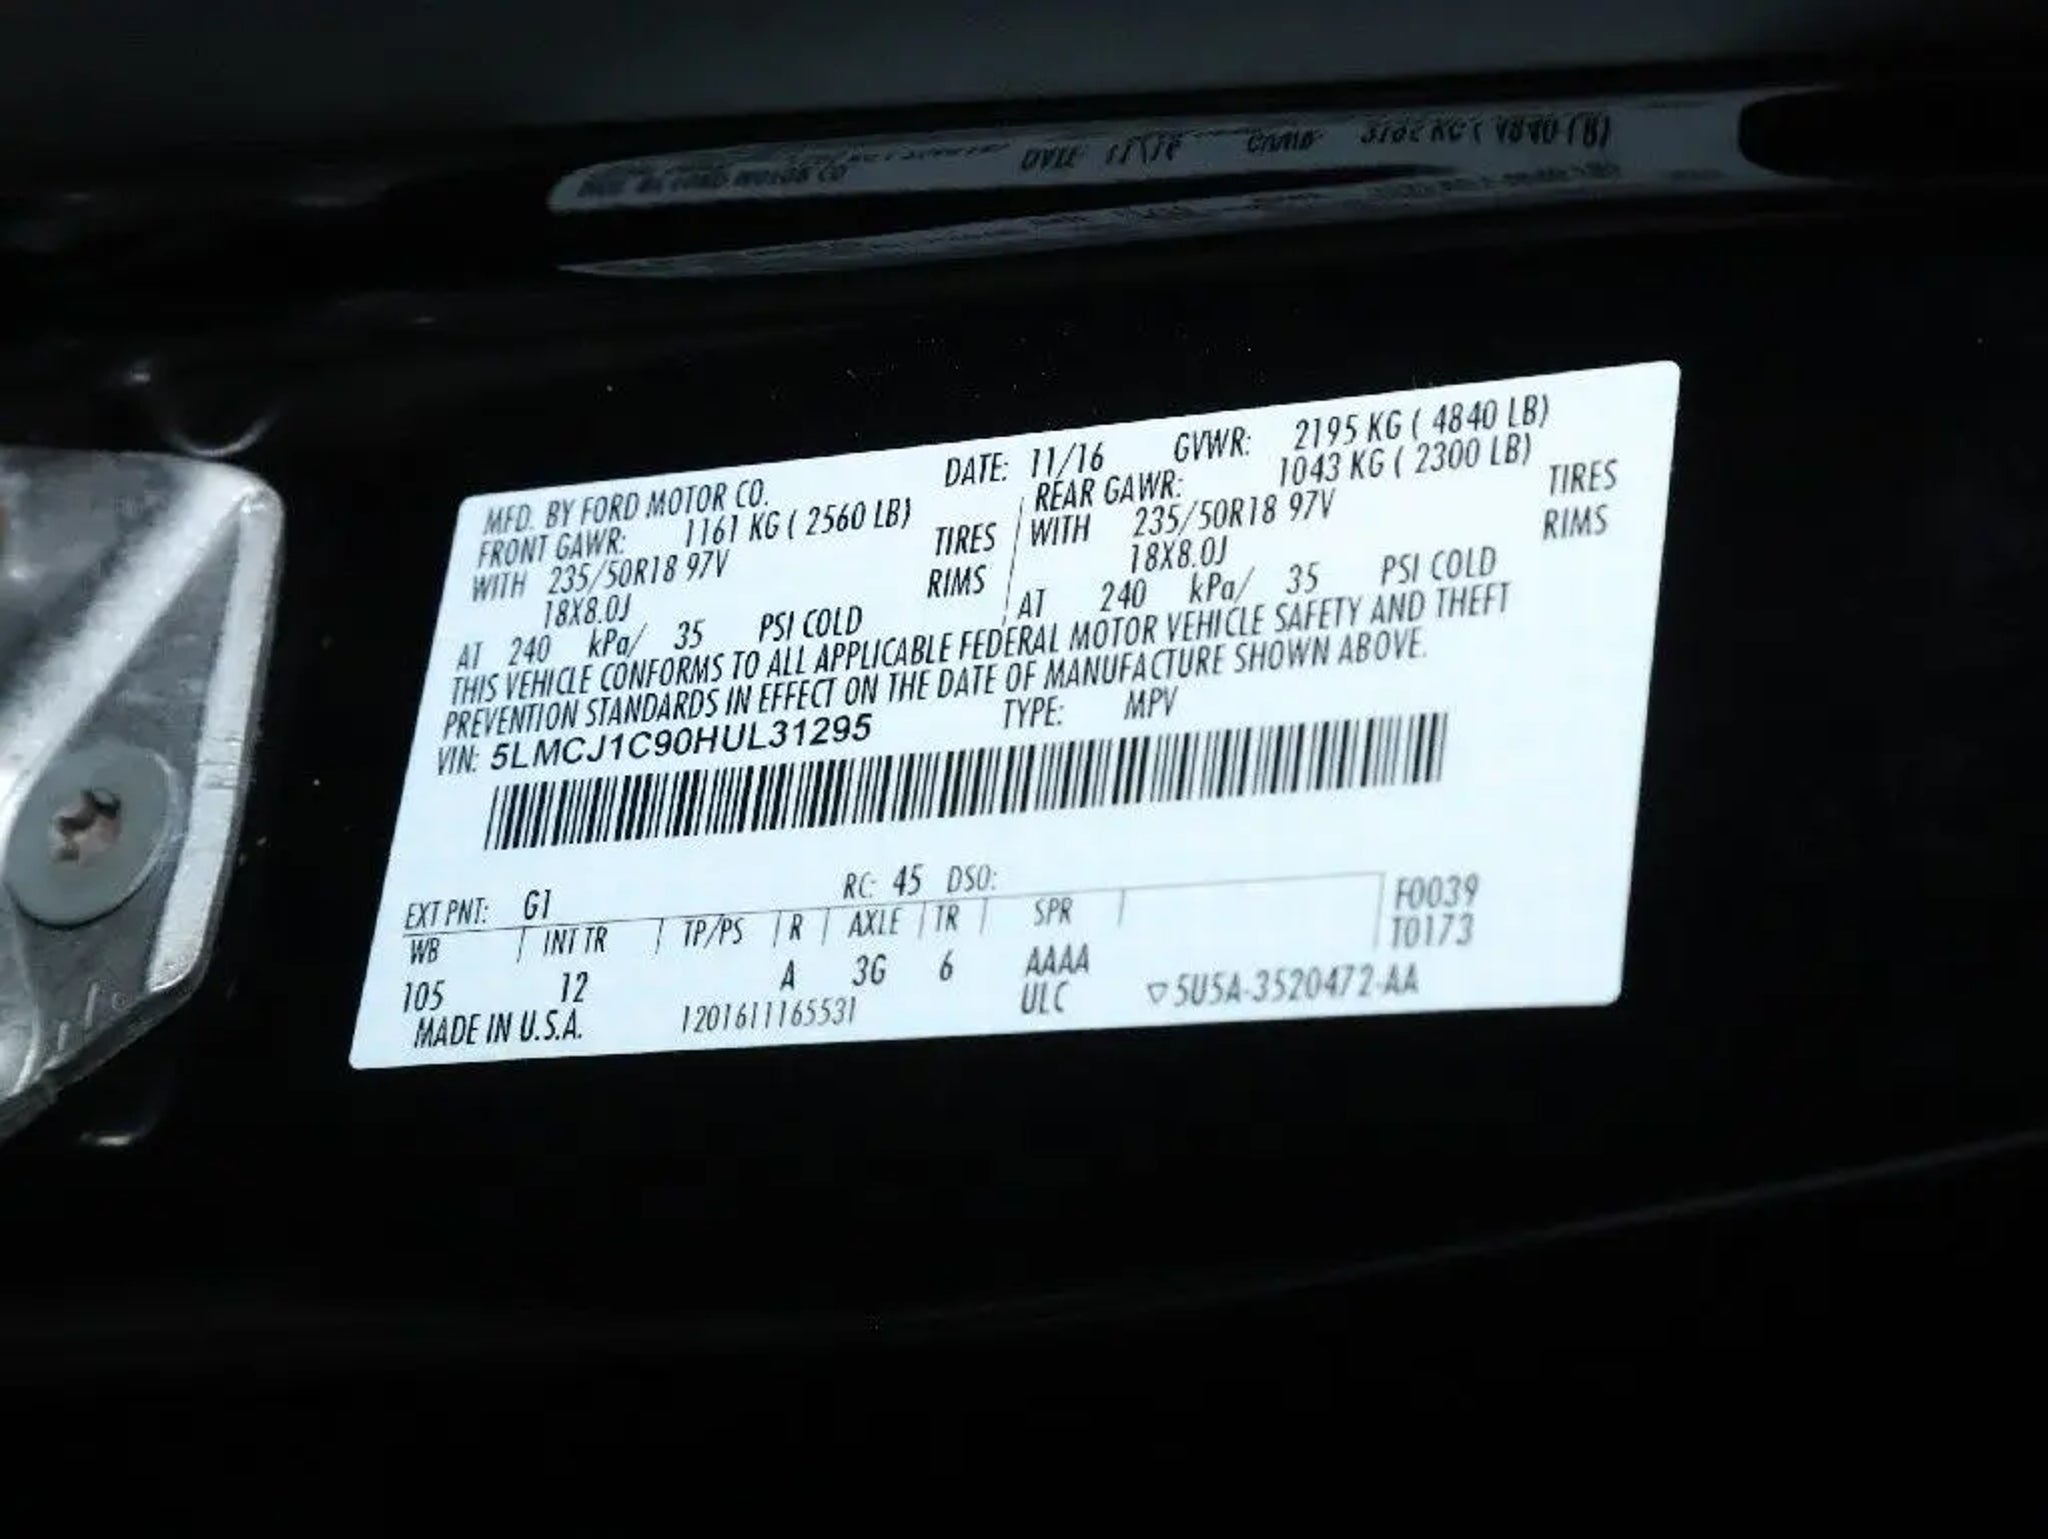 MFD. BY FORD MOTOR CO. DATE: 11/16 GVWR: 2195 KG ( 4840 LB)
FRONT GAWR: 1161 KG ( 2560 LB) REAR GAWR: 1043 KG ( 2300 LB)
WITH 235/50R18 97V TIRES WITH 235/50R18 97V TIRES
18X8.0J RIMS 18X8.0J RIMS
AT 240 kPa/ 35 PSI COLD AT 240 kPa/ 35 PSI COLD
THIS VEHICLE CONFORMS TO ALL APPLICABLE FEDERAL MOTOR VEHICLE SAFETY AND THEFT
PREVENTION STANDARDS IN EFFECT ON THE DATE OF MANUFACTURE SHOWN ABOVE.
VIN: 5LMCJ1C90HUL31295 TYPE: MPV
EXT PNT: G1 RC: 45 DSO: F0039
WB INT TR TP/PS R AXLE TR SPR T0173
105 12 A 3G 6 AAAA
MADE IN U.S.A. 1201611165531 ULC ▽5U5A-3520472-AA